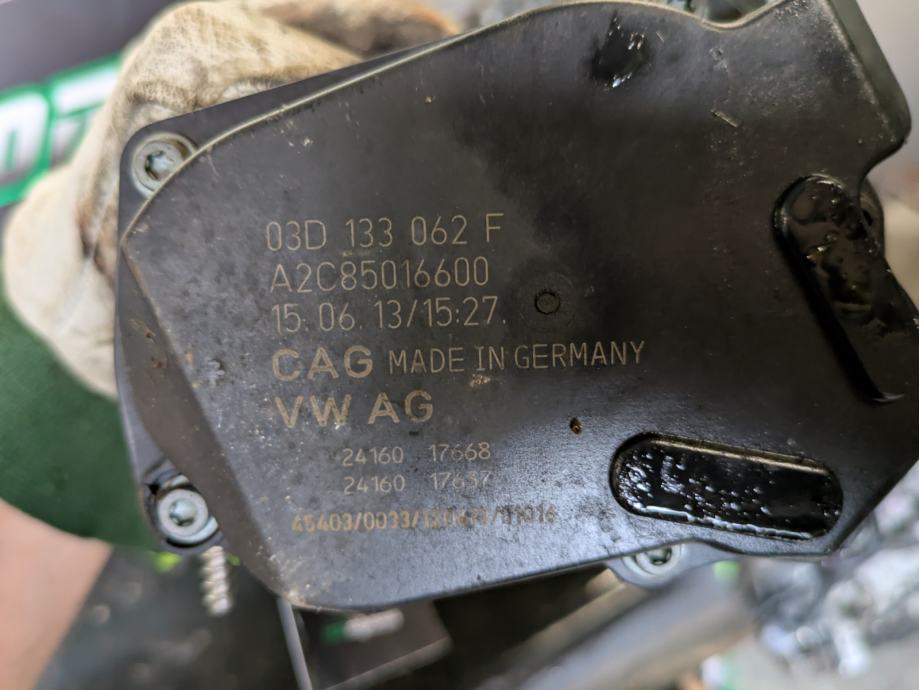 03D 133 062 F
A2C85016600
15. 06. 13/15:27
CAG MADE IN GERMANY
VW AG
24160 17668
24160 17637